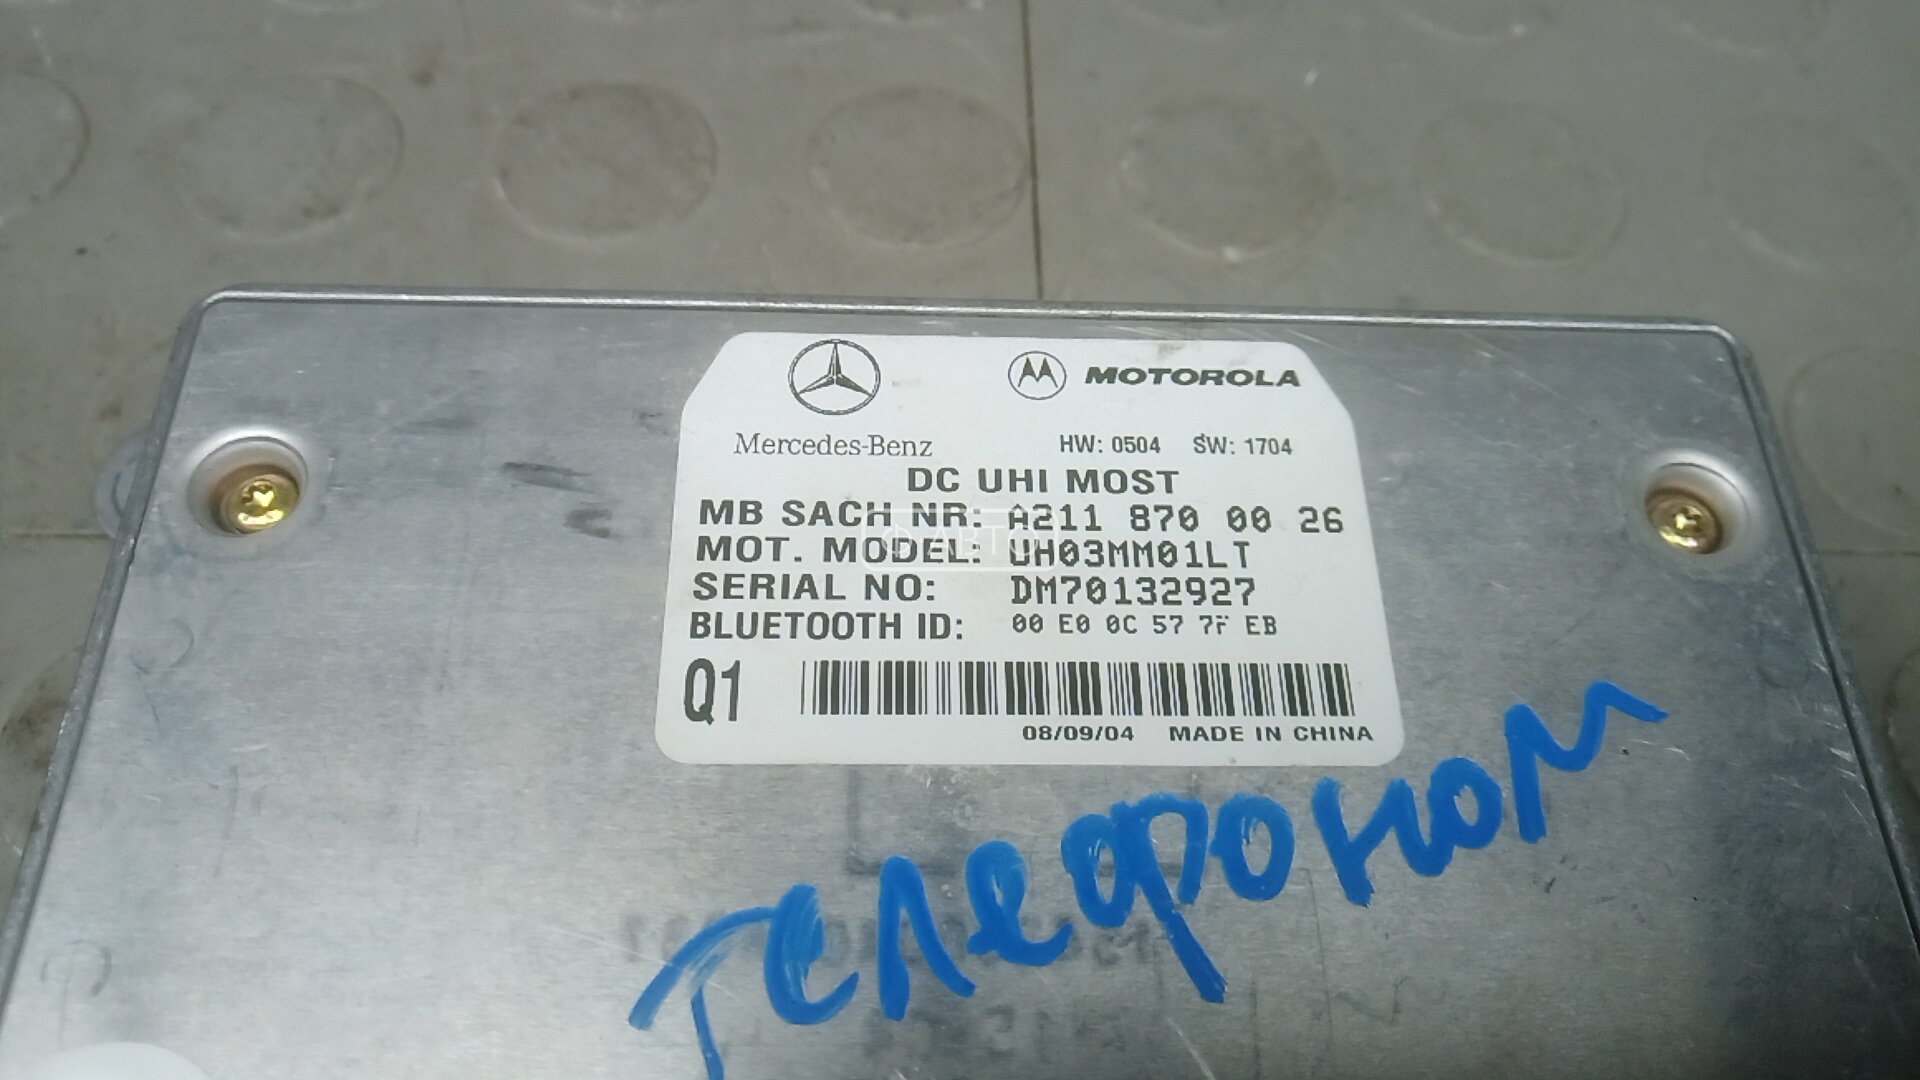 MOTOROLA
Mercedes-Benz HW: 0504 SW: 1704
DC UHI MOST
MB SACH NR: A211 870 00 26
MOT. MODEL: UH03MM01LT
SERIAL NO: DM70132927
BLUETOOTH ID: 00 E0 0C 57 7F EB
Q1
08/09/04 MADE IN CHINA
АВТО
телефоном